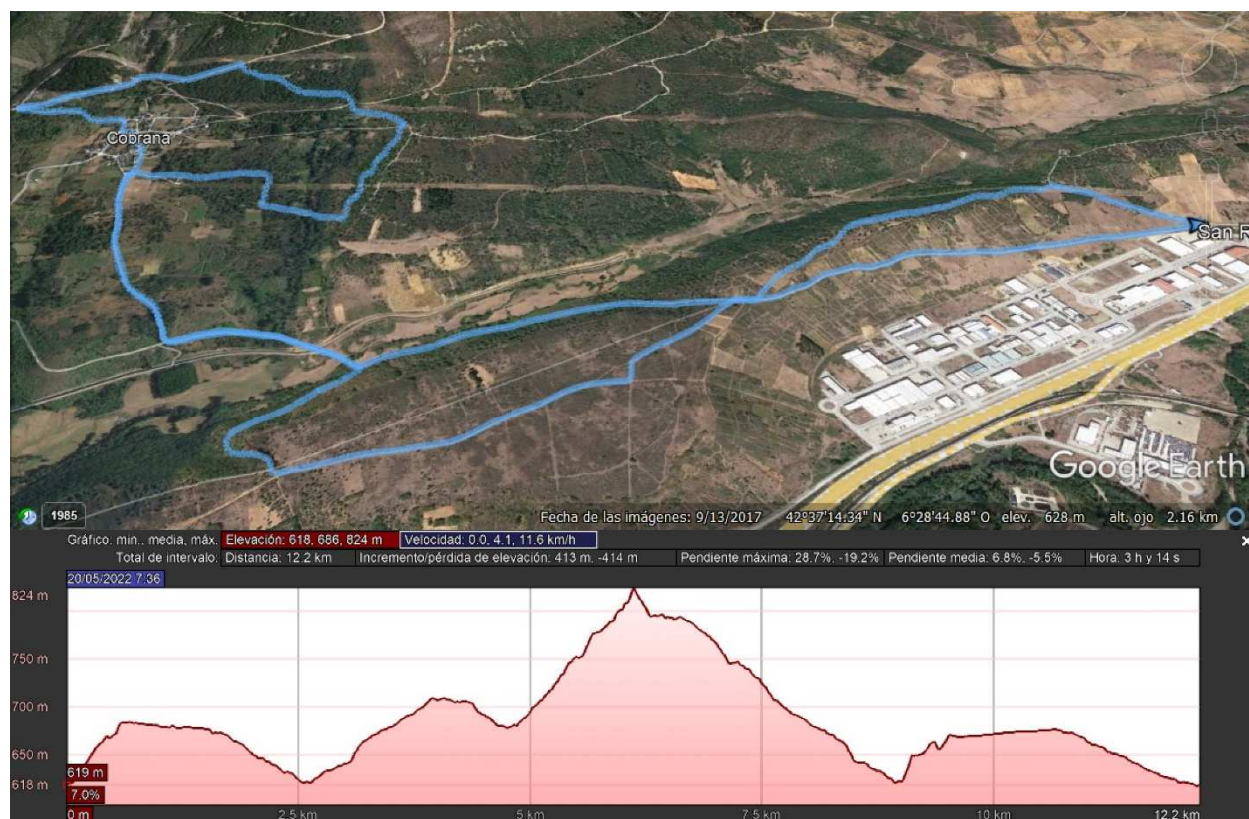 Cobrana
San R
Google Earth
1985
Fecha de las imágenes: 9/13/2017 42°37'14.34" N 6°28'44.88" O elev. 628 m alt. ojo 2.16 km
Gráfico: min., media, máx. Elevación: 618, 686, 824 m Velocidad: 0.0, 4.1, 11.6 km/h
Total de intervalo: Distancia: 12.2 km Incremento/pérdida de elevación: 413 m, -414 m Pendiente máxima: 28.7%, -19.2% Pendiente media: 6.8%, -5.5% Hora: 3 h y 14 s
20/05/2022 7:36
824 m
750 m
700 m
650 m
619 m
618 m
7.0%
0 m 2.5 km 5 km 7.5 km 10 km 12.2 km